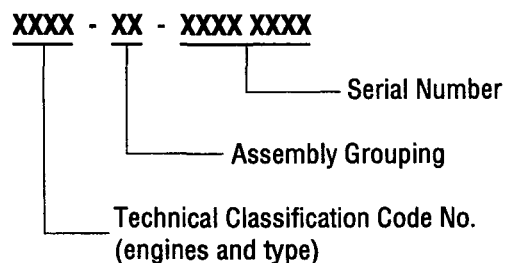 XXXX - XX - XXXX XXXX
Serial Number
Assembly Grouping
Technical Classification Code No.
(engines and type)